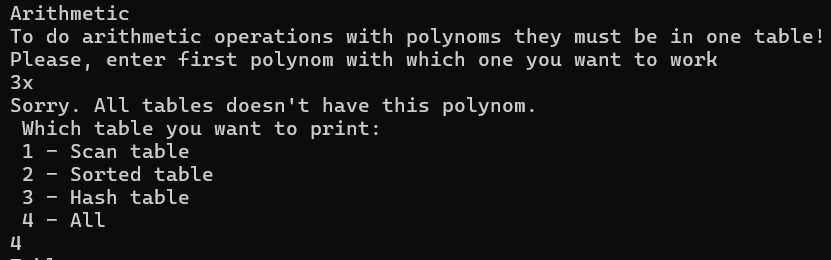 Arithmetic
To do arithmetic operations with polynoms they must be in one table!
Please, enter first polynom with which one you want to work
3x
Sorry. All tables doesn't have this polynom.
Which table you want to print:
1 - Scan table
2 - Sorted table
3 - Hash table
4 - All
4